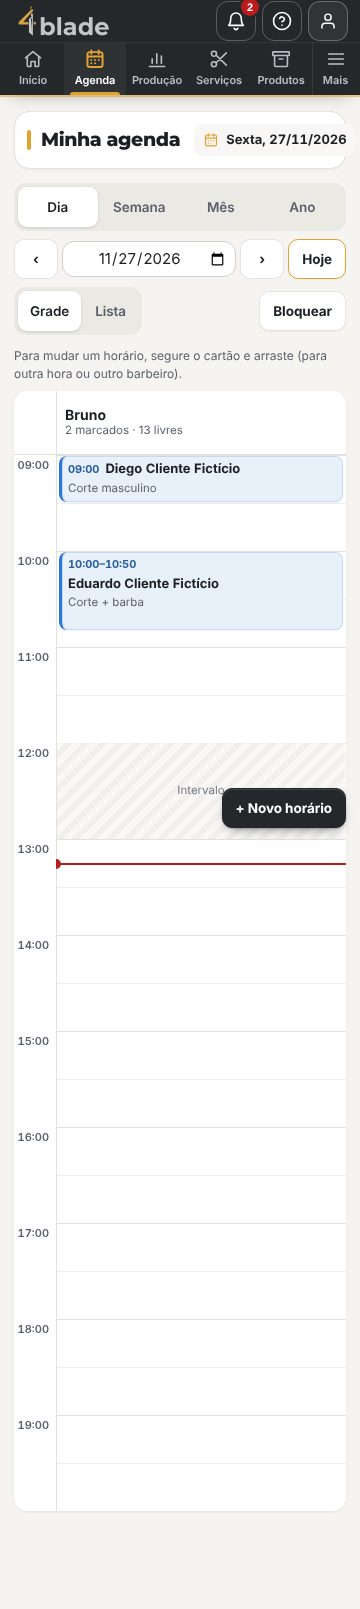 4blade
2
Início
Agenda
Produção
Serviços
Produtos
Mais
Minha agenda
Sexta, 27/11/2026
Dia
Semana
Mês
Ano
‹
11/27/2026
›
Hoje
Grade
Lista
Bloquear
Para mudar um horário, segure o cartão e arraste (para
outra hora ou outro barbeiro).
Bruno
2 marcados · 13 livres
09:00
09:00 Diego Cliente Fictício
Corte masculino
10:00
10:00–10:50
Eduardo Cliente Fictício
Corte + barba
11:00
12:00
Intervalo
+ Novo horário
13:00
14:00
15:00
16:00
17:00
18:00
19:00